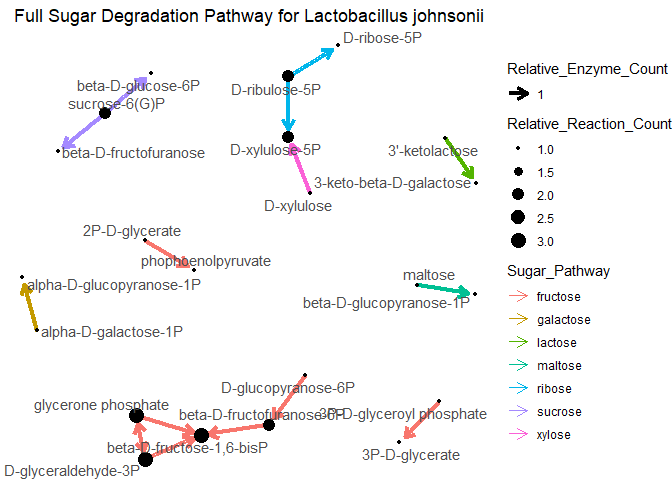 Full Sugar Degradation Pathway for Lactobacillus johnsonii
D-ribose-5P
beta-D-glucose-6P
D-ribulose-5P
sucrose-6(G)P
beta-D-fructofuranose
D-xylulose-5P
3'-ketolactose
3-keto-beta-D-galactose
D-xylulose
2P-D-glycerate
phophoenolpyruvate
maltose
alpha-D-glucopyranose-1P
beta-D-glucopyranose-1P
alpha-D-galactose-1P
D-glucopyranose-6P
glycerone phosphate
beta-D-fructofuranose-6P
3P-D-glyceroyl phosphate
beta-D-fructose-1,6-bisP
3P-D-glycerate
D-glyceraldehyde-3P
Relative_Enzyme_Count
1
Relative_Reaction_Count
1.0
1.5
2.0
2.5
3.0
Sugar_Pathway
fructose
galactose
lactose
maltose
ribose
sucrose
xylose